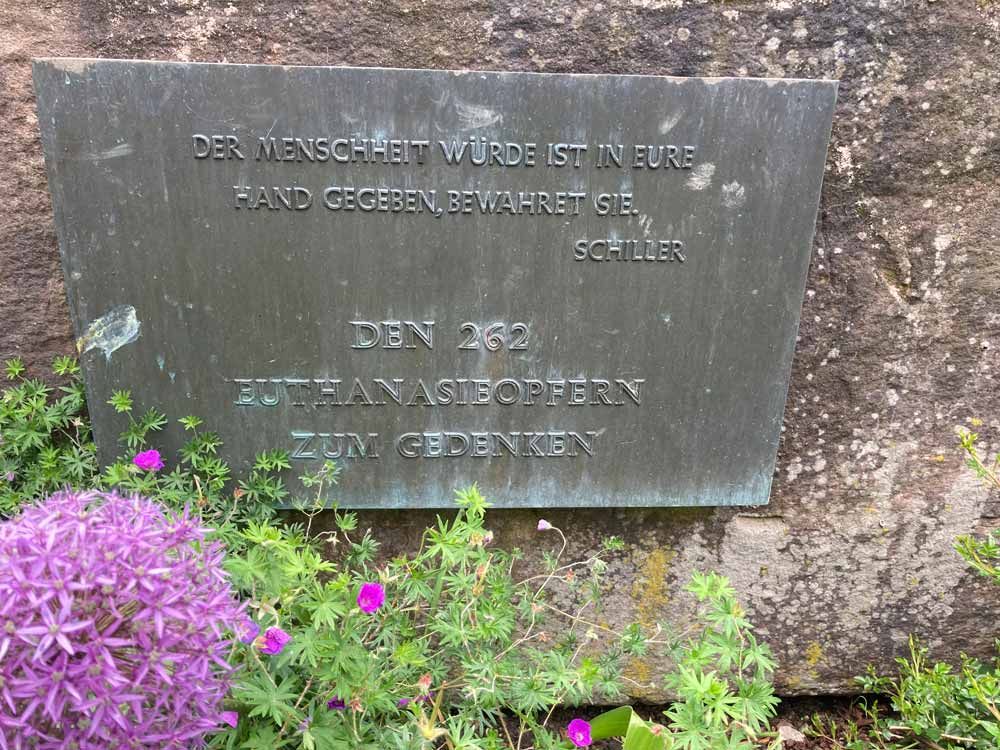 DER MENSCHHEIT WÜRDE IST IN EURE
HAND GEGEBEN, BEWAHRET SIE.
SCHILLER
DEN 262
EUTHANASIEOPFERN
ZUM GEDENKEN